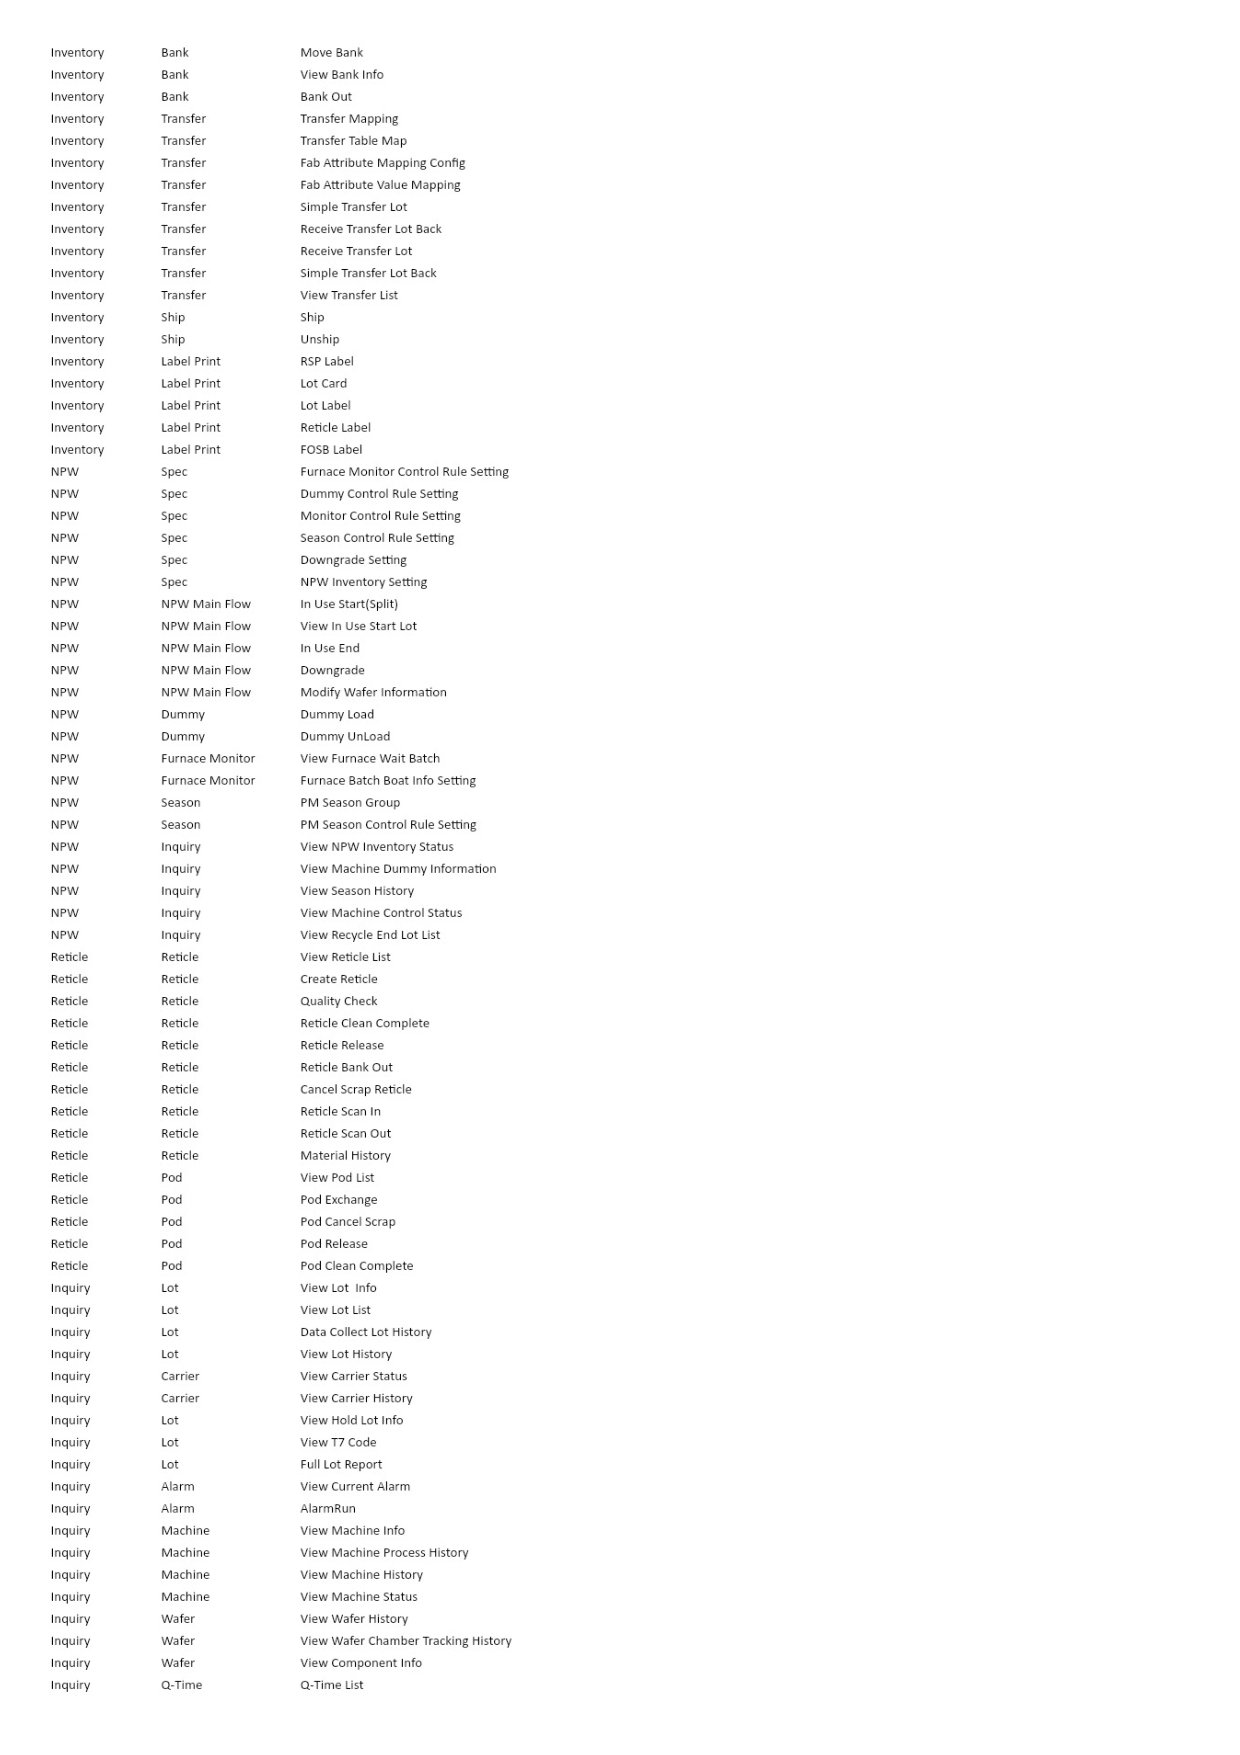 Inventory Bank Move Bank
Inventory Bank View Bank Info
Inventory Bank Bank Out
Inventory Transfer Transfer Mapping
Inventory Transfer Transfer Table Map
Inventory Transfer Fab Attribute Mapping Config
Inventory Transfer Fab Attribute Value Mapping
Inventory Transfer Simple Transfer Lot
Inventory Transfer Receive Transfer Lot Back
Inventory Transfer Receive Transfer Lot
Inventory Transfer Simple Transfer Lot Back
Inventory Transfer View Transfer List
Inventory Ship Ship
Inventory Ship Unship
Inventory Label Print RSP Label
Inventory Label Print Lot Card
Inventory Label Print Lot Label
Inventory Label Print Reticle Label
Inventory Label Print FOSB Label
NPW Spec Furnace Monitor Control Rule Setting
NPW Spec Dummy Control Rule Setting
NPW Spec Monitor Control Rule Setting
NPW Spec Season Control Rule Setting
NPW Spec Downgrade Setting
NPW Spec NPW Inventory Setting
NPW NPW Main Flow In Use Start(Split)
NPW NPW Main Flow View In Use Start Lot
NPW NPW Main Flow In Use End
NPW NPW Main Flow Downgrade
NPW NPW Main Flow Modify Wafer Information
NPW Dummy Dummy Load
NPW Dummy Dummy UnLoad
NPW Furnace Monitor View Furnace Wait Batch
NPW Furnace Monitor Furnace Batch Boat Info Setting
NPW Season PM Season Group
NPW Season PM Season Control Rule Setting
NPW Inquiry View NPW Inventory Status
NPW Inquiry View Machine Dummy Information
NPW Inquiry View Season History
NPW Inquiry View Machine Control Status
NPW Inquiry View Recycle End Lot List
Reticle Reticle View Reticle List
Reticle Reticle Create Reticle
Reticle Reticle Quality Check
Reticle Reticle Reticle Clean Complete
Reticle Reticle Reticle Release
Reticle Reticle Reticle Bank Out
Reticle Reticle Cancel Scrap Reticle
Reticle Reticle Reticle Scan In
Reticle Reticle Reticle Scan Out
Reticle Reticle Material History
Reticle Pod View Pod List
Reticle Pod Pod Exchange
Reticle Pod Pod Cancel Scrap
Reticle Pod Pod Release
Reticle Pod Pod Clean Complete
Inquiry Lot View Lot  Info
Inquiry Lot View Lot List
Inquiry Lot Data Collect Lot History
Inquiry Lot View Lot History
Inquiry Carrier View Carrier Status
Inquiry Carrier View Carrier History
Inquiry Lot View Hold Lot Info
Inquiry Lot View T7 Code
Inquiry Lot Full Lot Report
Inquiry Alarm View Current Alarm
Inquiry Alarm AlarmRun
Inquiry Machine View Machine Info
Inquiry Machine View Machine Process History
Inquiry Machine View Machine History
Inquiry Machine View Machine Status
Inquiry Wafer View Wafer History
Inquiry Wafer View Wafer Chamber Tracking History
Inquiry Wafer View Component Info
Inquiry Q-Time Q-Time List